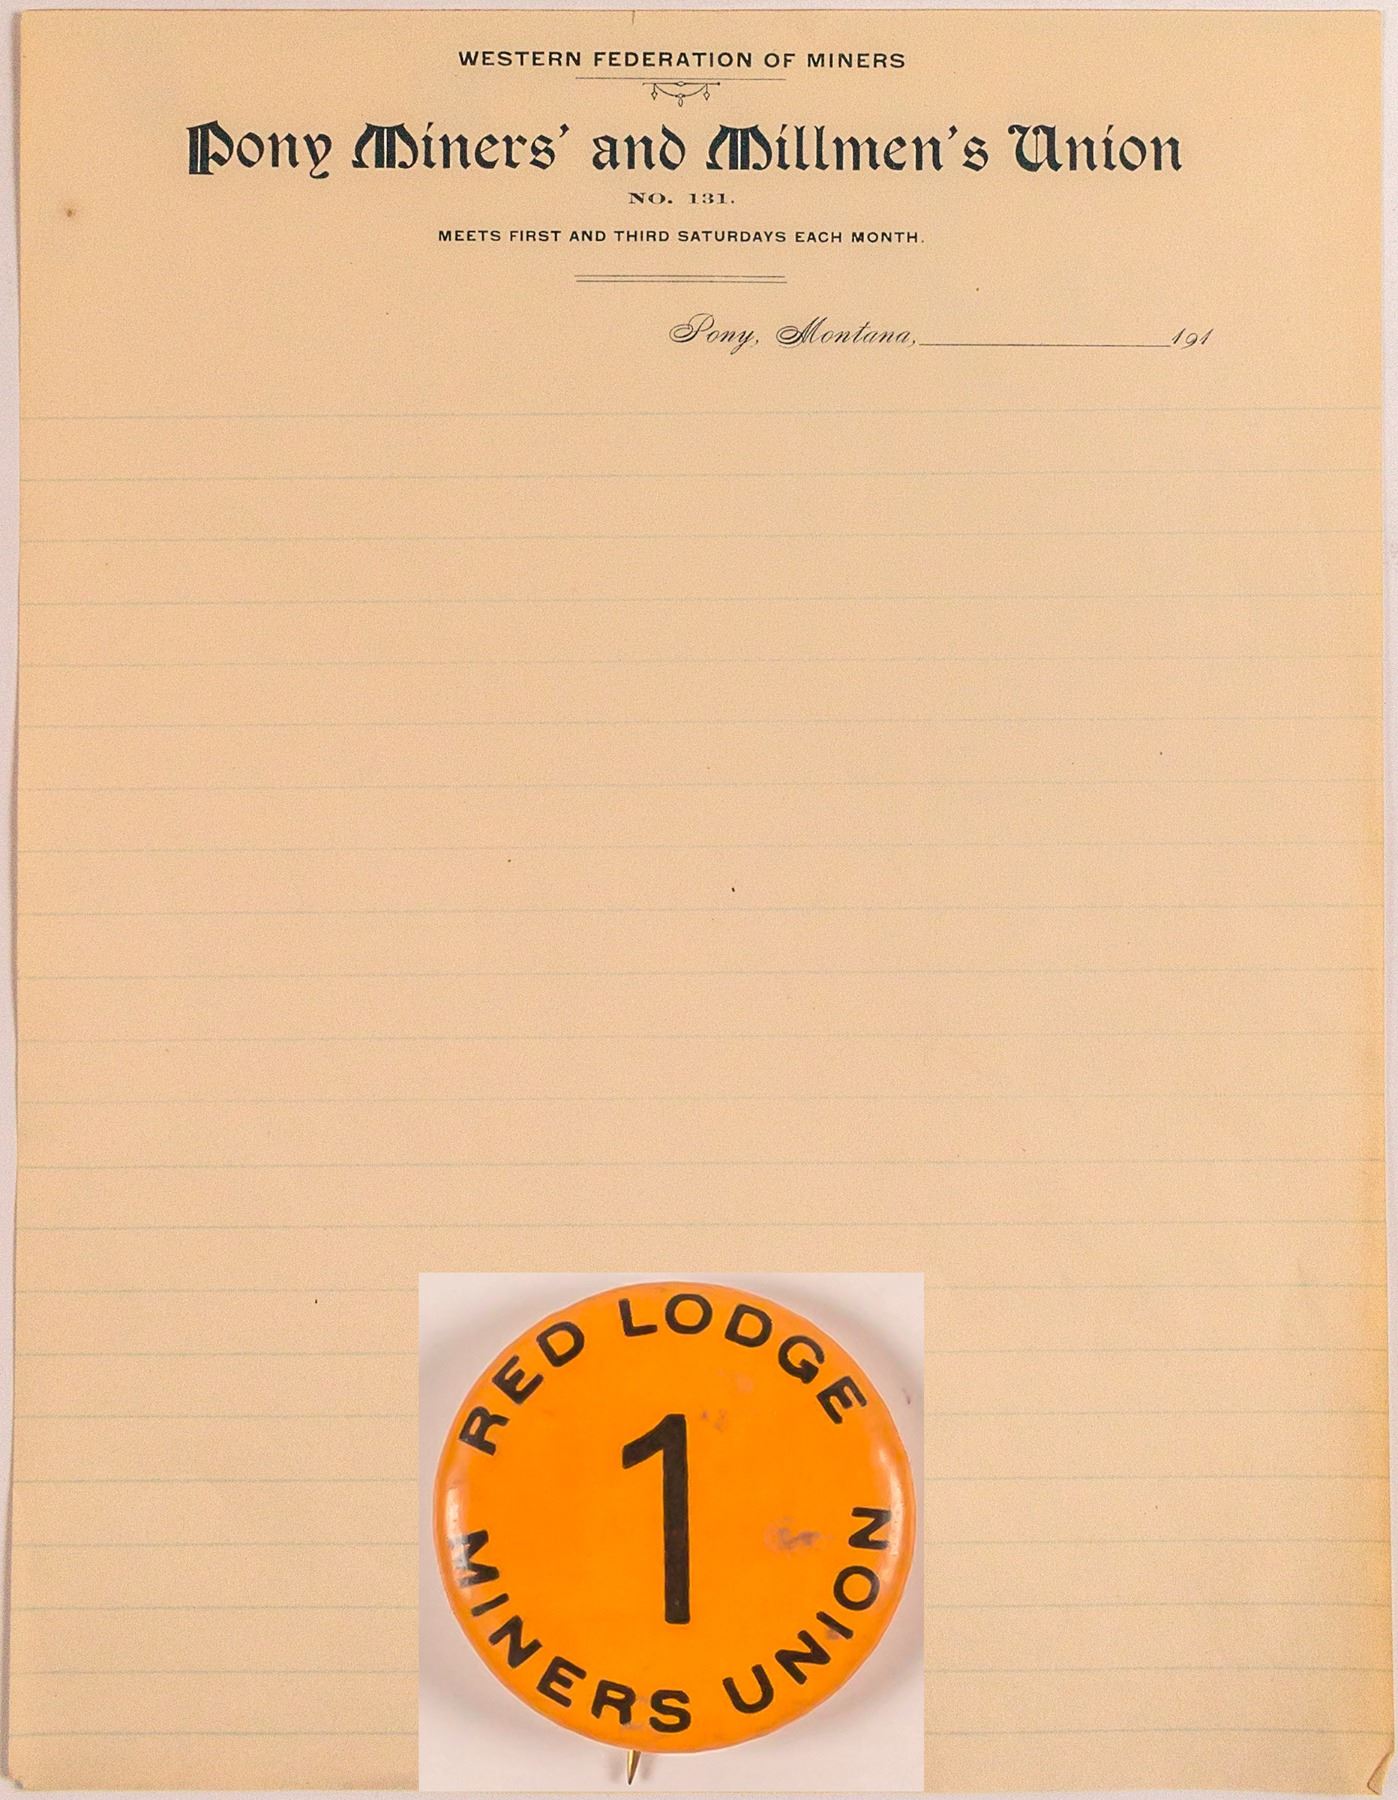 WESTERN FEDERATION OF MINERS
Pony Miners' and Millmen's Union
NO. 131.
MEETS FIRST AND THIRD SATURDAYS EACH MONTH.
Pony, Montana,____________________191
RED LODGE
1
MINERS UNION